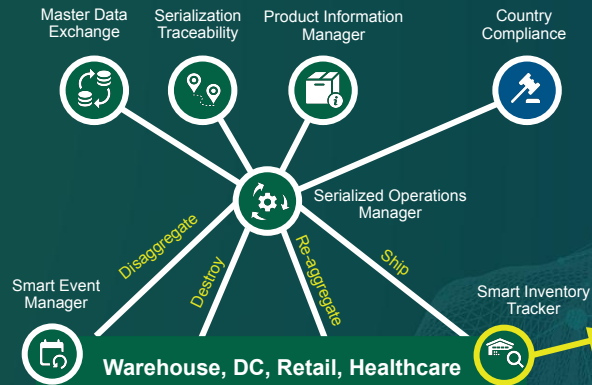 Master Data
Exchange
Serialization
Traceability
Product Information
Manager
Country
Compliance
Serialized Operations
Manager
Disaggregate
Destroy
Re-aggregate
Ship
Smart Event
Manager
Smart Inventory
Tracker
Warehouse, DC, Retail, Healthcare